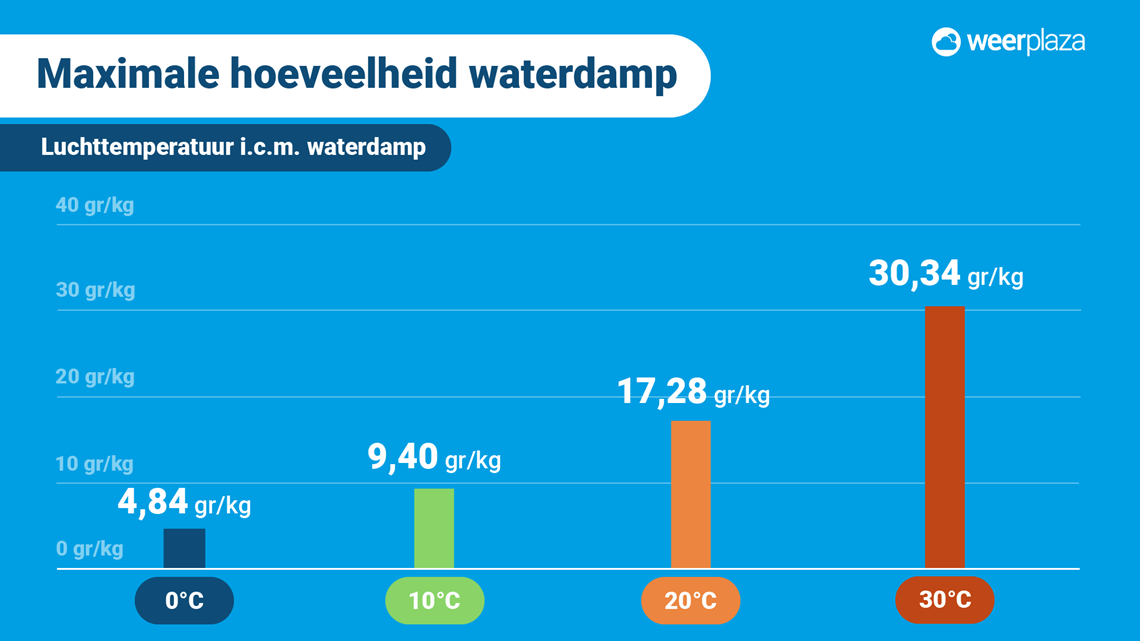 weerplaza
Maximale hoeveelheid waterdamp
Luchttemperatuur i.c.m. waterdamp
40 gr/kg
30 gr/kg
20 gr/kg
10 gr/kg
0 gr/kg
4,84 gr/kg
9,40 gr/kg
17,28 gr/kg
30,34 gr/kg
0°C
10°C
20°C
30°C